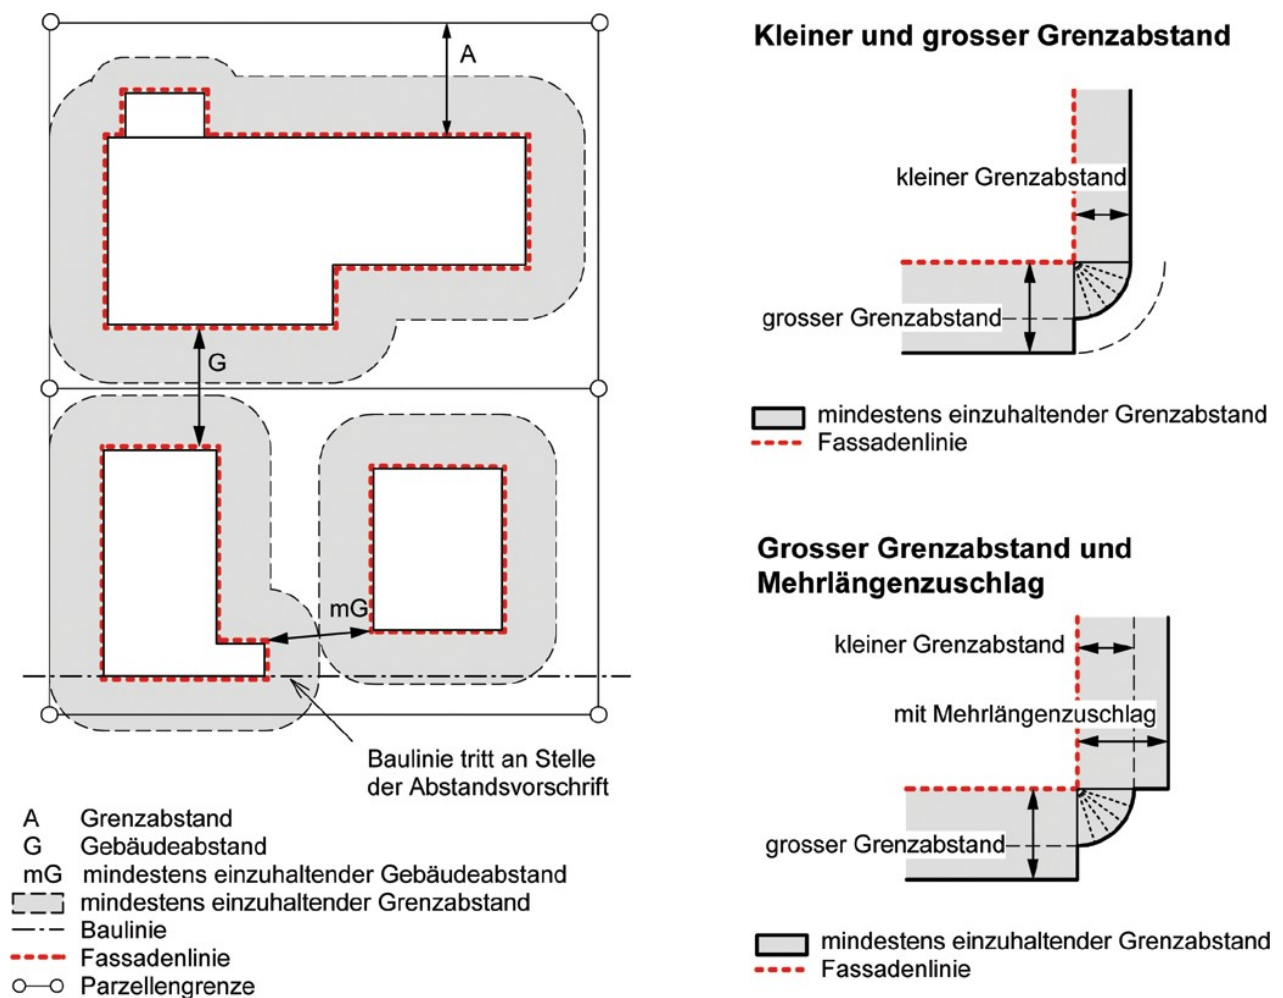 A
G
mG
Baulinie tritt an Stelle
der Abstandsvorschrift
A Grenzabstand
G Gebäudeabstand
mG mindestens einzuhaltender Gebäudeabstand
mindestens einzuhaltender Grenzabstand
Baulinie
Fassadenlinie
Parzellengrenze
Kleiner und grosser Grenzabstand
kleiner Grenzabstand
grosser Grenzabstand
mindestens einzuhaltender Grenzabstand
Fassadenlinie
Grosser Grenzabstand und
Mehrlängenzuschlag
kleiner Grenzabstand
mit Mehrlängenzuschlag
grosser Grenzabstand
mindestens einzuhaltender Grenzabstand
Fassadenlinie